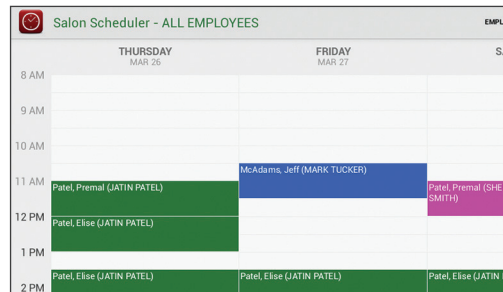 Salon Scheduler - ALL EMPLOYEES
THURSDAY
MAR 26
FRIDAY
MAR 27
8 AM
9 AM
10 AM
11 AM
12 PM
1 PM
2 PM
Patel, Premal (JATIN PATEL)
Patel, Elise (JATIN PATEL)
Patel, Elise (JATIN PATEL)
McAdams, Jeff (MARK TUCKER)
Patel, Elise (JATIN PATEL)
Patel, Premal (SHE
SMITH)
Patel, Elise (JATIN